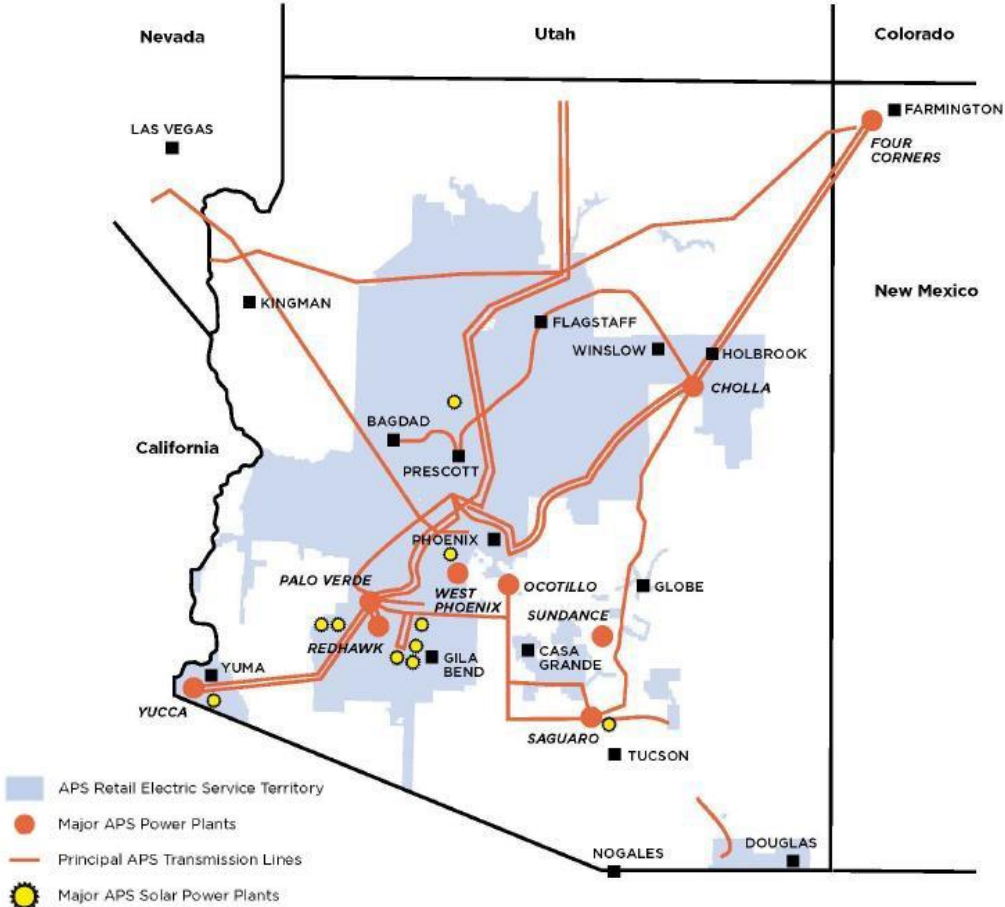 Nevada
Utah
Colorado
LAS VEGAS
FARMINGTON
FOUR
CORNERS
New Mexico
KINGMAN
FLAGSTAFF
WINSLOW
HOLBROOK
CHOLLA
BAGDAD
California
PRESCOTT
PHOENIX
PALO VERDE
WEST
PHOENIX
OCOTILLO
GLOBE
SUNDANCE
REDHAWK
GILA
BEND
CASA
GRANDE
YUMA
YUCCA
SAGUARO
TUCSON
NOGALES
DOUGLAS
APS Retail Electric Service Territory
Major APS Power Plants
Principal APS Transmission Lines
Major APS Solar Power Plants